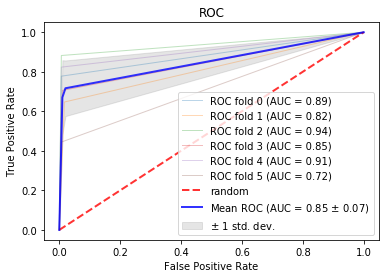 ROC
True Positive Rate
1.0
0.8
0.6
0.4
0.2
0.0
ROC fold 0 (AUC = 0.89)
ROC fold 1 (AUC = 0.82)
ROC fold 2 (AUC = 0.94)
ROC fold 3 (AUC = 0.85)
ROC fold 4 (AUC = 0.91)
ROC fold 5 (AUC = 0.72)
random
Mean ROC (AUC = 0.85 ± 0.07)
± 1 std. dev.
0.0 0.2 0.4 0.6 0.8 1.0
False Positive Rate